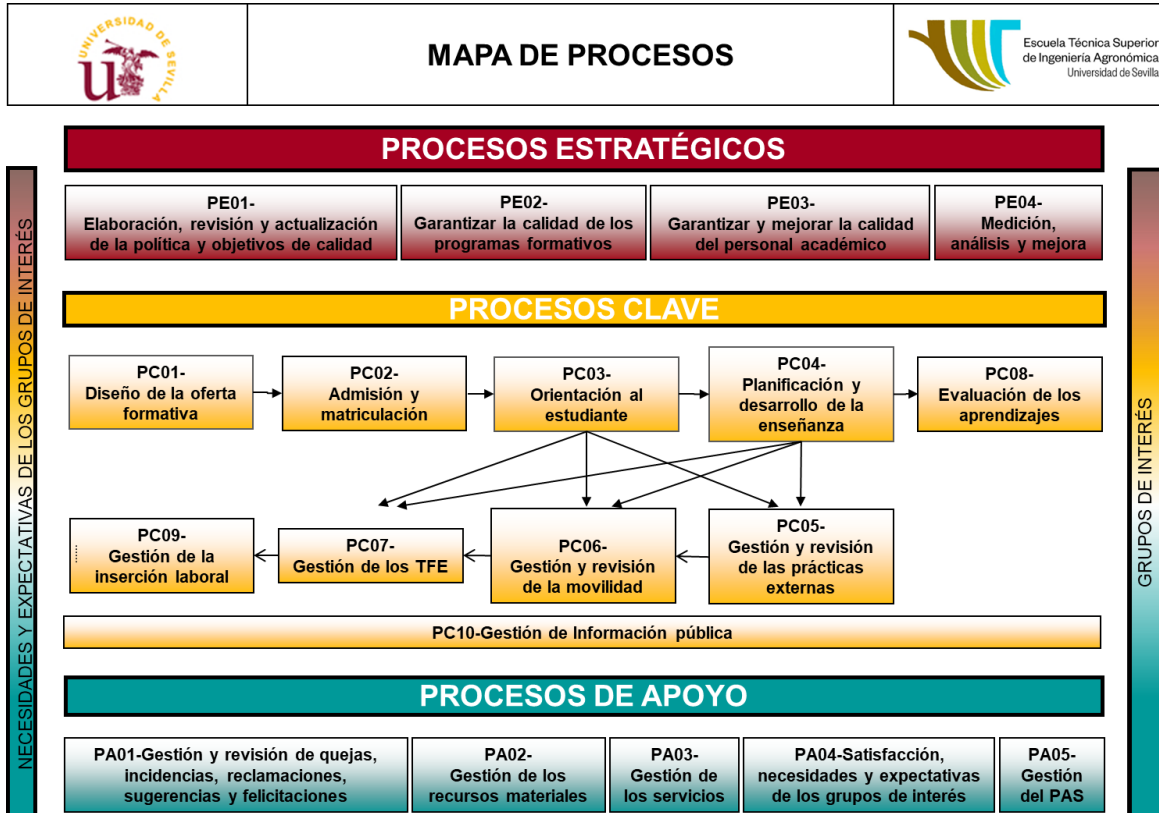 UNIVERSIDAD DE SEVILLA
MAPA DE PROCESOS
Escuela Técnica Superior
de Ingeniería Agronómica
Universidad de Sevilla
NECESIDADES Y EXPECTATIVAS DE LOS GRUPOS DE INTERÉS
PROCESOS ESTRATÉGICOS
PE01-
Elaboración, revisión y actualización
de la política y objetivos de calidad
PE02-
Garantizar la calidad de los
programas formativos
PE03-
Garantizar y mejorar la calidad
del personal académico
PE04-
Medición,
análisis y mejora
PROCESOS CLAVE
PC01-
Diseño de la oferta
formativa
PC02-
Admisión y
matriculación
PC03-
Orientación al
estudiante
PC04-
Planificación y
desarrollo de la
enseñanza
PC08-
Evaluación de los
aprendizajes
PC09-
Gestión de la
inserción laboral
PC07-
Gestión de los TFE
PC06-
Gestión y revisión
de la movilidad
PC05-
Gestión y revisión
de las prácticas
externas
PC10-Gestión de Información pública
PROCESOS DE APOYO
PA01-Gestión y revisión de quejas,
incidencias, reclamaciones,
sugerencias y felicitaciones
PA02-
Gestión de los
recursos materiales
PA03-
Gestión de
los servicios
PA04-Satisfacción,
necesidades y expectativas
de los grupos de interés
PA05-
Gestión
del PAS
GRUPOS DE INTERÉS